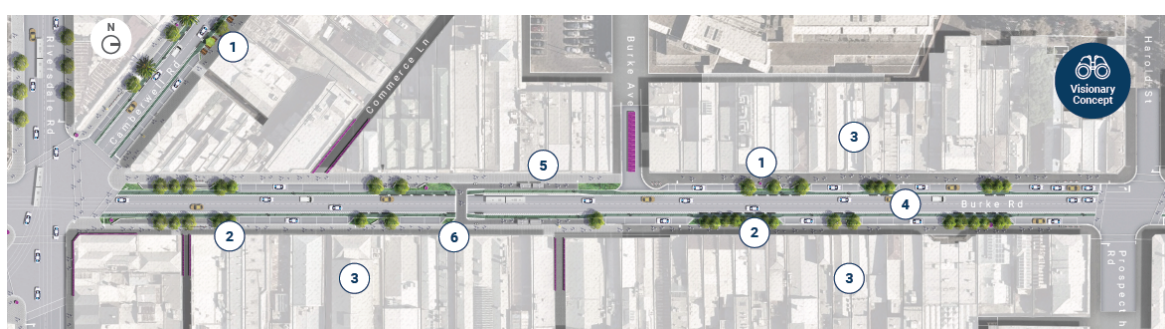 N
Riversdale Rd
Camberwell Rd
1
Commerce Ln
Burke Ave
Harold St
Visionary
Concept
3
5
1
4
Burke Rd
2
6
2
3
3
Prospect Hill
Rd